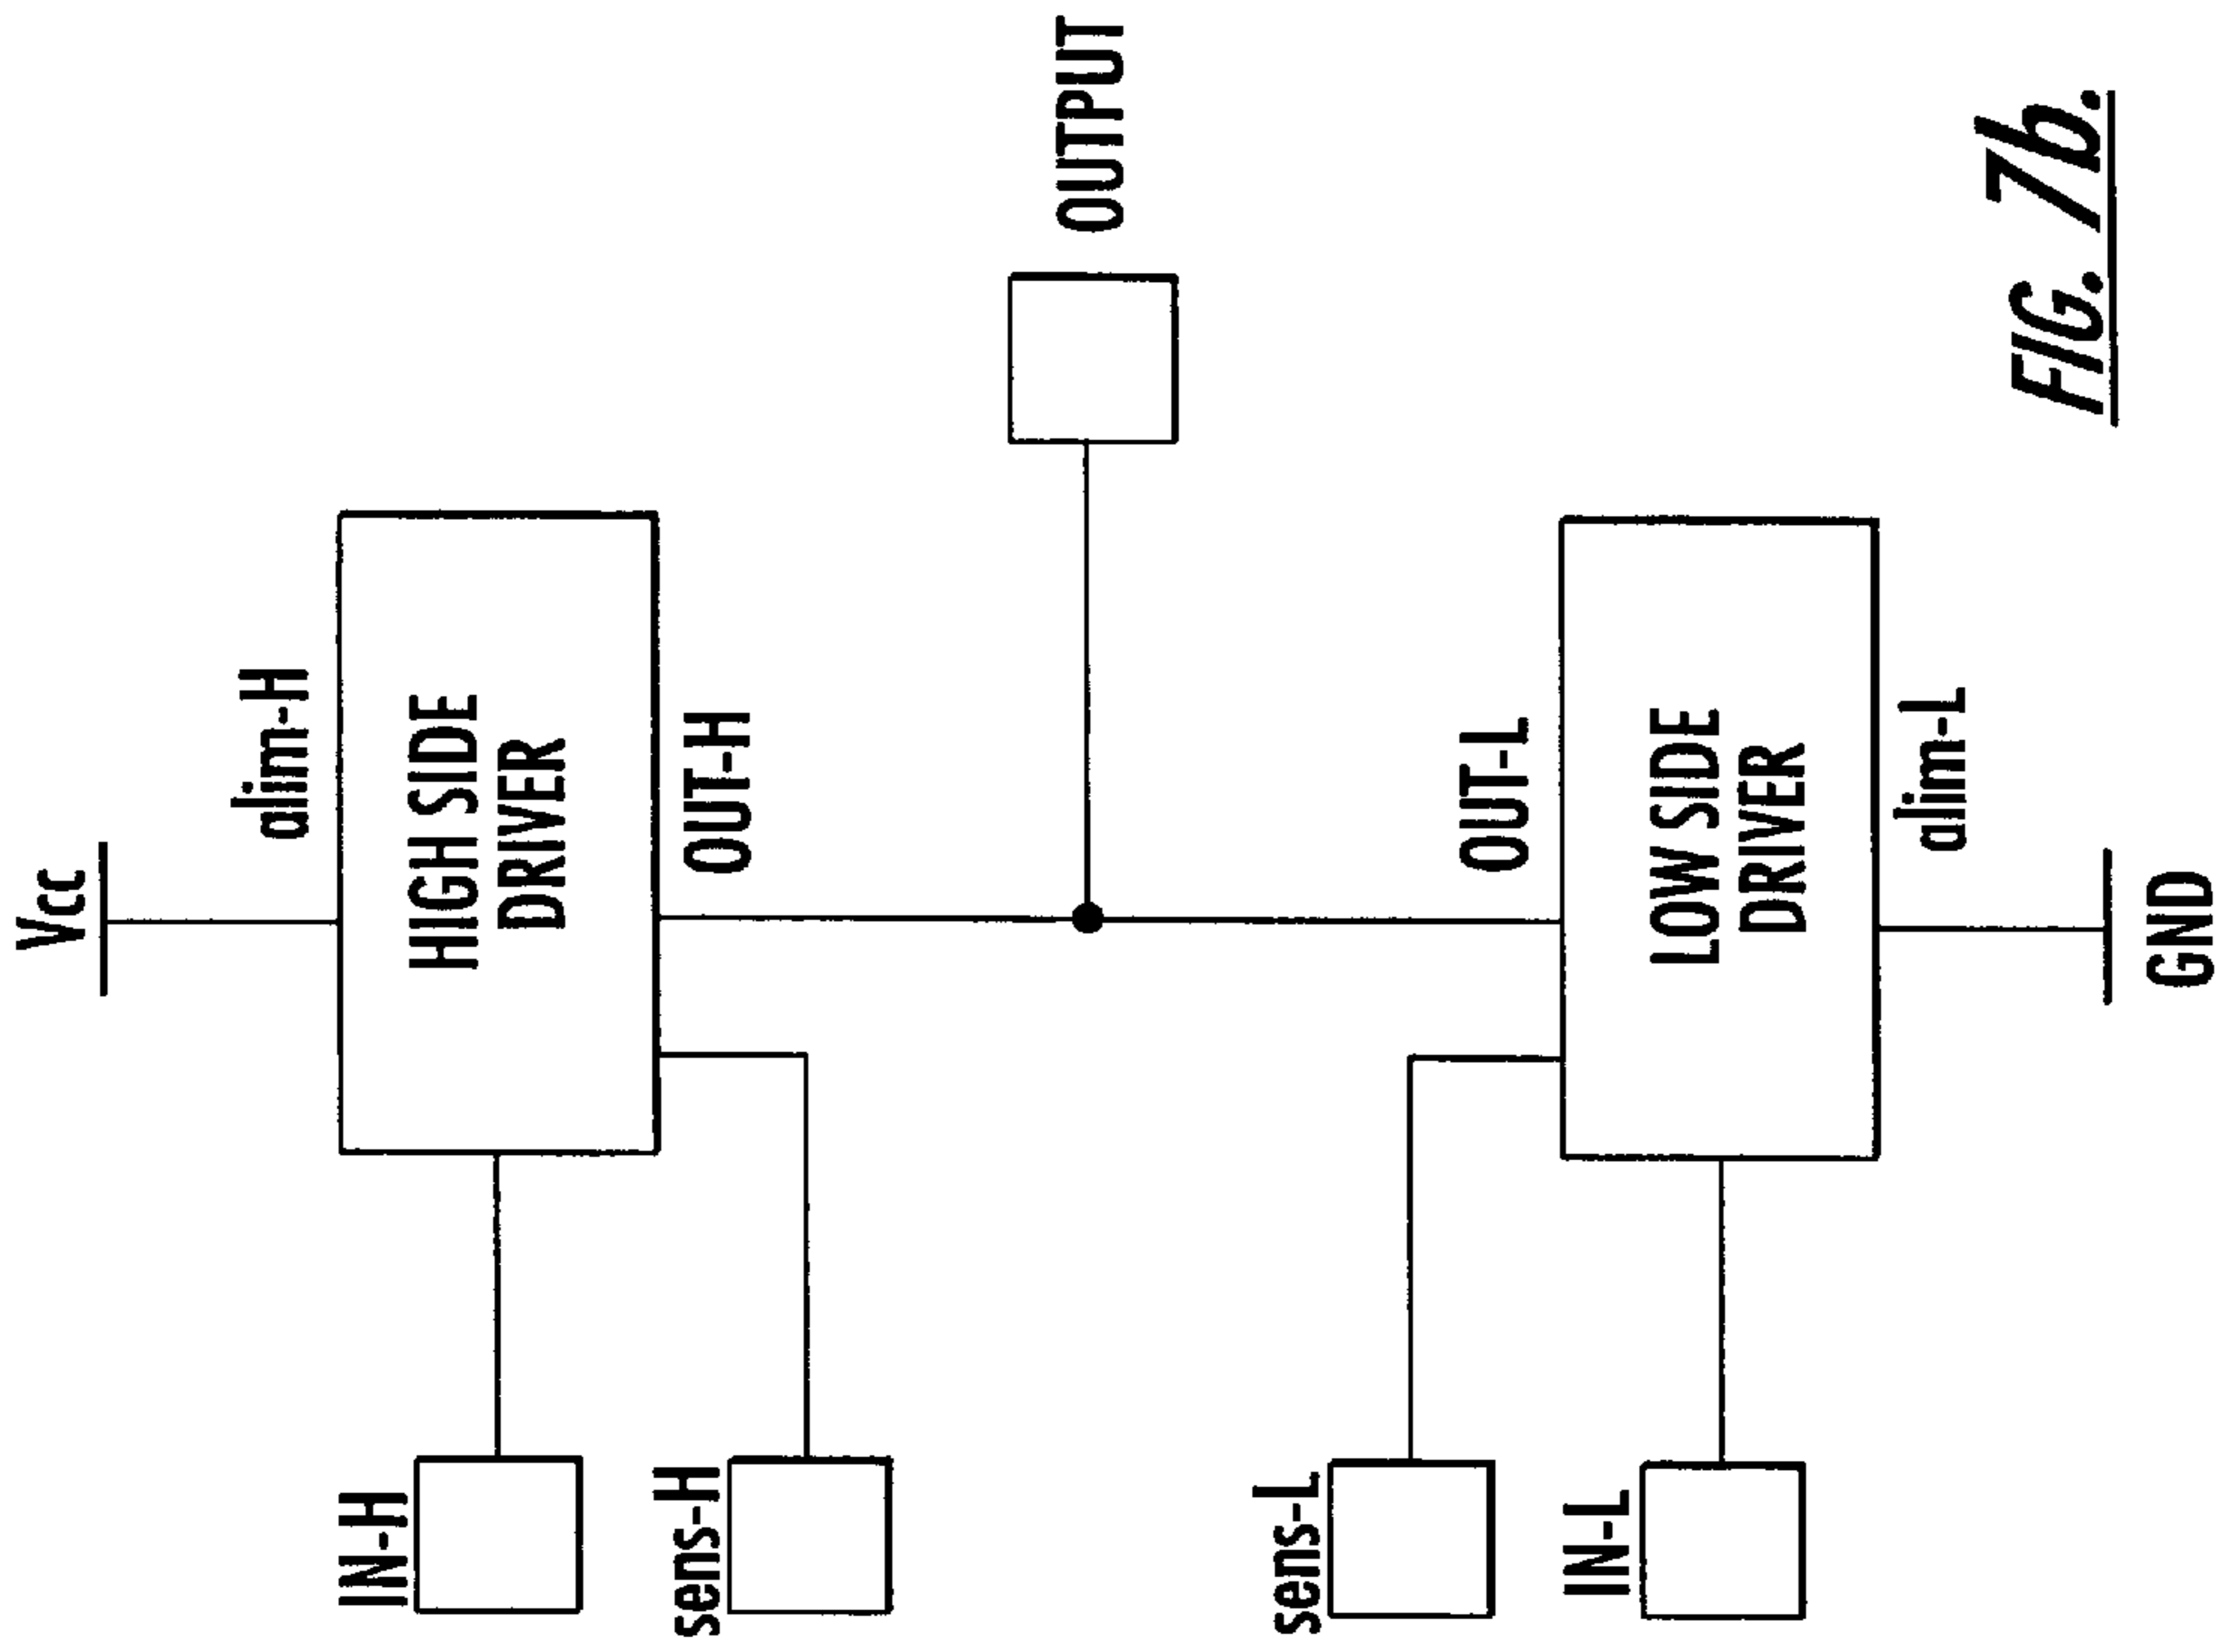 Vcc
alim-H
IN-H
HIGH SIDE
DRIVER
sens-H
OUT-H
OUTPUT
sens-L
OUT-L
IN-L
LOW SIDE
DRIVER
alim-L
GND
FIG. 7b.